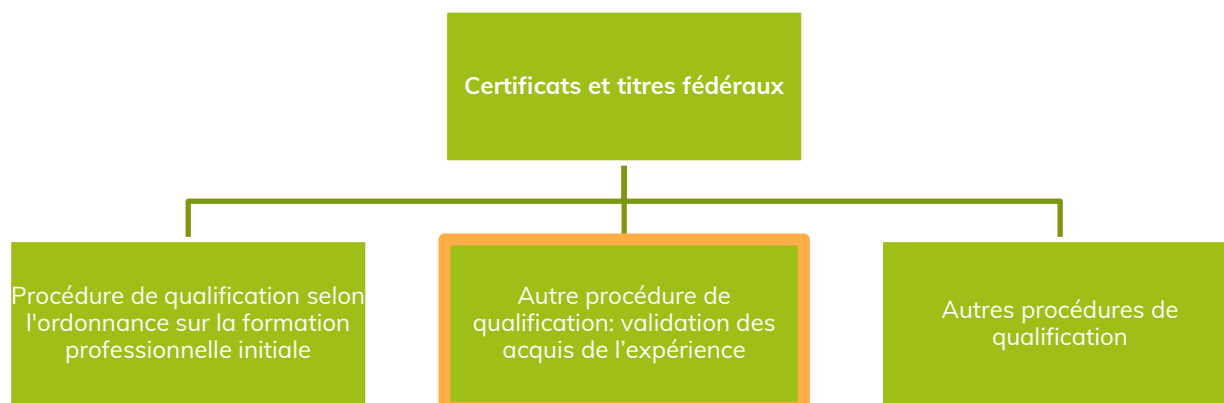 Certificats et titres fédéraux
Procédure de qualification selon
l'ordonnance sur la formation
professionnelle initiale
Autre procédure de
qualification: validation des
acquis de l’expérience
Autres procédures de
qualification